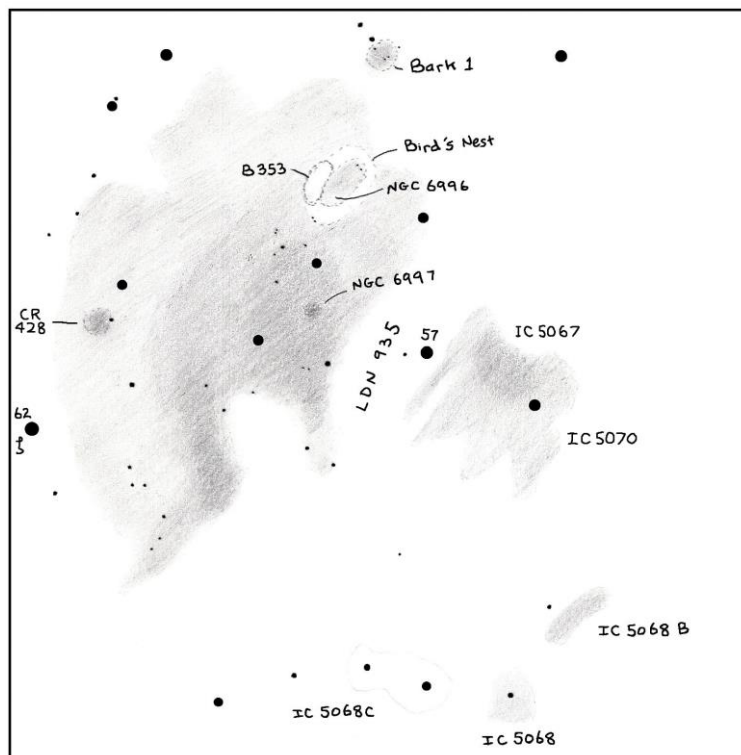 Bark 1
Bird's Nest
B353
NGC 6996
NGC 6997
CR
428
LDN 935
57
IC 5067
IC 5070
62
ξ
IC 5068 B
IC 5068C
IC 5068